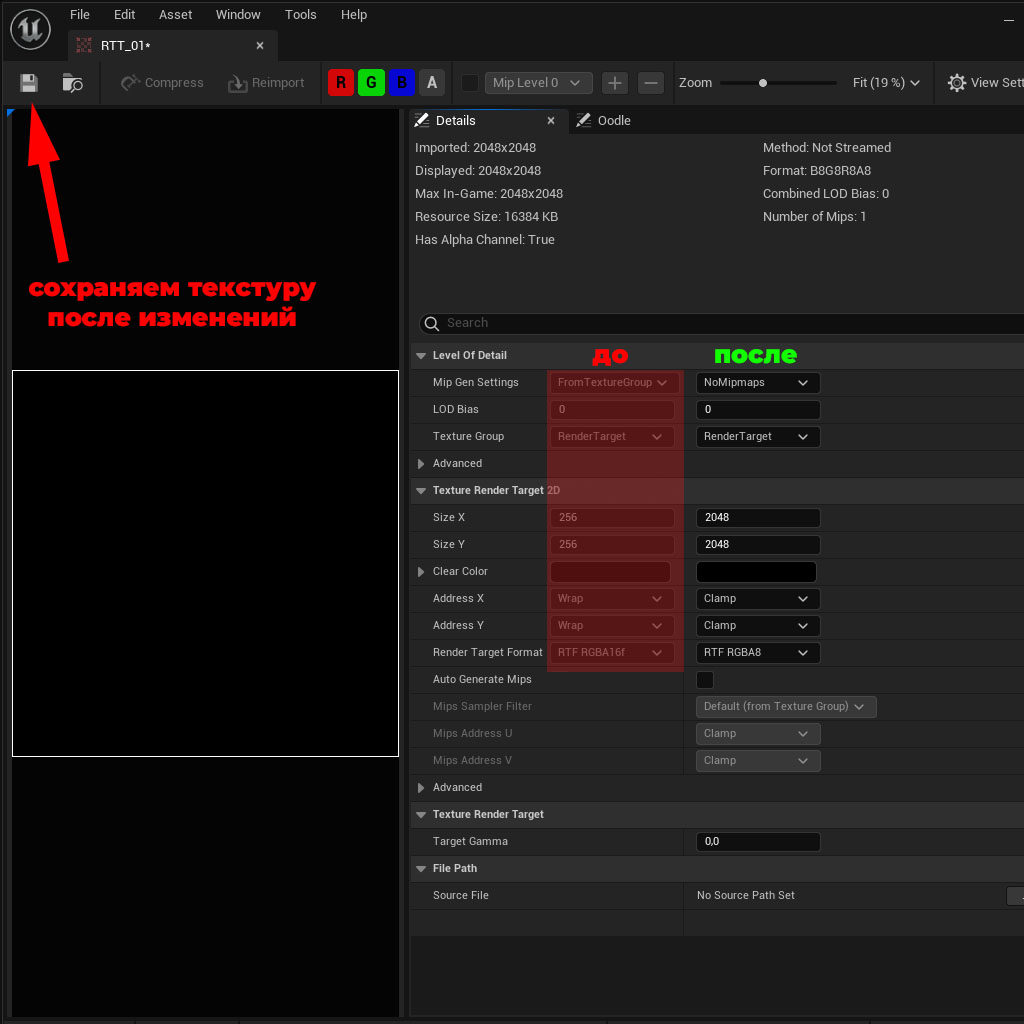 File Edit Asset Window Tools Help
RTT_01*
Compress Reimport R G B A Mip Level 0 Zoom Fit (19 %) View Sett
Details Oodle
Imported: 2048x2048 Method: Not Streamed
Displayed: 2048x2048 Format: B8G8R8A8
Max In-Game: 2048x2048 Combined LOD Bias: 0
Resource Size: 16384 KB Number of Mips: 1
Has Alpha Channel: True
сохраняем текстуру
после изменений
Search
Level Of Detail до после
Mip Gen Settings FromTextureGroup NoMipmaps
LOD Bias 0 0
Texture Group RenderTarget RenderTarget
Advanced
Texture Render Target 2D
Size X 256 2048
Size Y 256 2048
Clear Color
Address X Wrap Clamp
Address Y Wrap Clamp
Render Target Format RTF RGBA16f RTF RGBA8
Auto Generate Mips
Mips Sampler Filter Default (from Texture Group)
Mips Address U Clamp
Mips Address V Clamp
Advanced
Texture Render Target
Target Gamma 0,0
File Path
Source File No Source Path Set